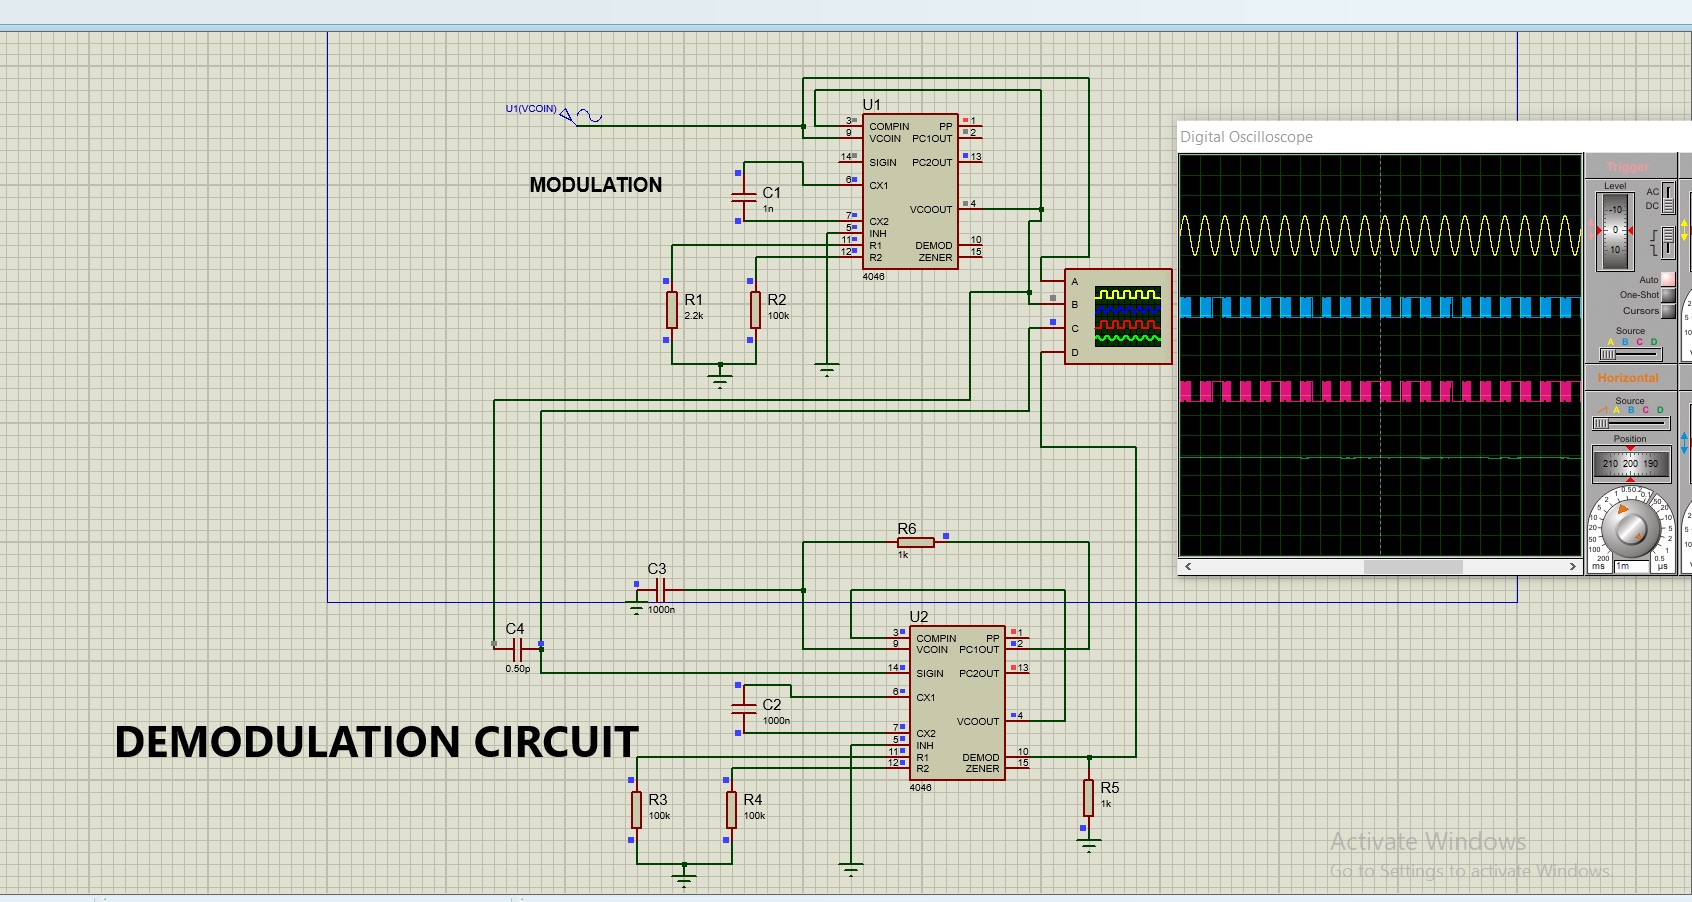 U1(VCOIN)
MODULATION
U1
3 COMPIN PP 1
9 VCOIN PC1OUT 2
14 SIGIN PC2OUT 13
6 CX1
VCOOUT 4
7 CX2
5 INH
11 R1 DEMOD 10
12 R2 ZENER 15
4046
C1
1n
R1
2.2k
R2
100k
A
B
C
D
Digital Oscilloscope
Trigger
Level
-10
0
10
AC
DC
Auto
One-Shot
Cursors
Source
A B C D
Horizontal
Source
A B C D
Position
210 200 190
ms 1m µs
R6
1k
C3
1000n
C4
0.50p
U2
3 COMPIN PP 1
9 VCOIN PC1OUT 2
14 SIGIN PC2OUT 13
6 CX1
VCOOUT 4
7 CX2
5 INH
11 R1 DEMOD 10
12 R2 ZENER 15
4046
C2
1000n
DEMODULATION CIRCUIT
R3
100k
R4
100k
R5
1k
Activate Windows
Go to Settings to activate Windows.